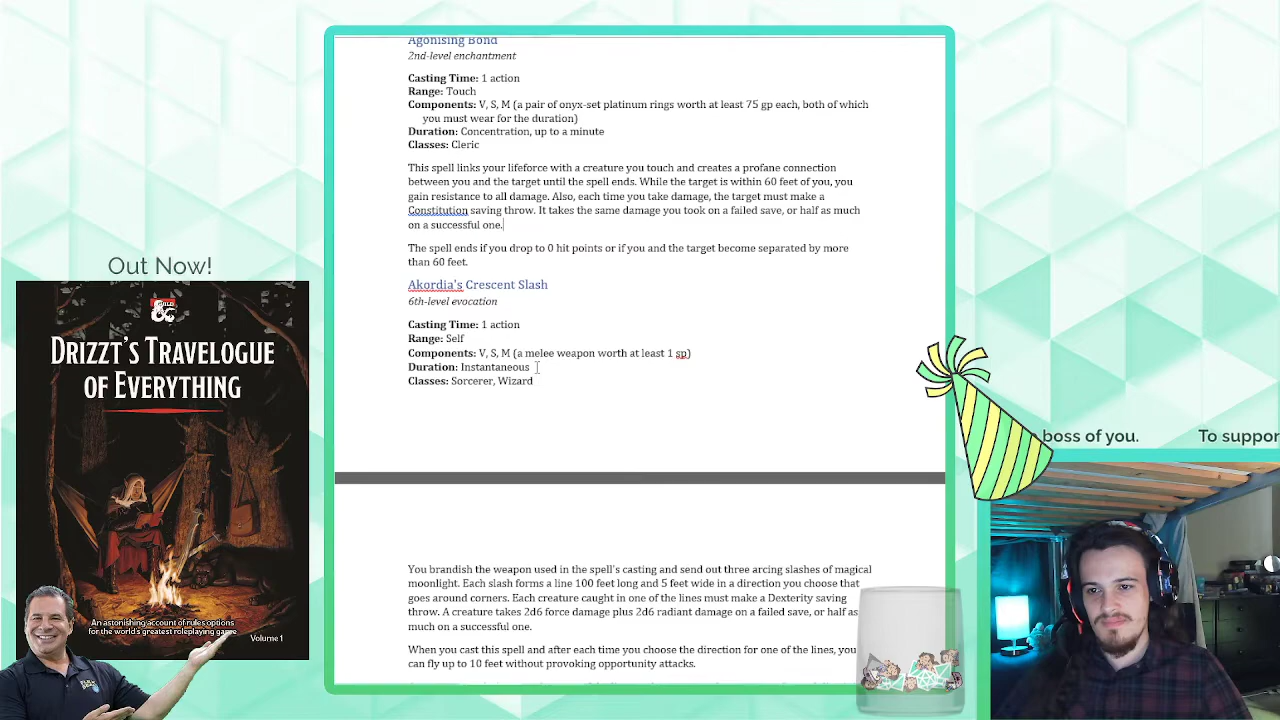 Out Now!
DRIZZT'S TRAVELOGUE
OF EVERYTHING
An astonishing account of rules options
for the world's greatest roleplaying game
Volume 1
Agonising Bond
2nd-level enchantment
Casting Time: 1 action
Range: Touch
Components: V, S, M (a pair of onyx-set platinum rings worth at least 75 gp each, both of which
you must wear for the duration)
Duration: Concentration, up to a minute
Classes: Cleric
This spell links your lifeforce with a creature you touch and creates a profane connection
between you and the target until the spell ends. While the target is within 60 feet of you, you
gain resistance to all damage. Also, each time you take damage, the target must make a
Constitution saving throw. It takes the same damage you took on a failed save, or half as much
on a successful one.
The spell ends if you drop to 0 hit points or if you and the target become separated by more
than 60 feet.
Akordia's Crescent Slash
6th-level evocation
Casting Time: 1 action
Range: Self
Components: V, S, M (a melee weapon worth at least 1 sp)
Duration: Instantaneous
Classes: Sorcerer, Wizard
You brandish the weapon used in the spell's casting and send out three arcing slashes of magical
moonlight. Each slash forms a line 100 feet long and 5 feet wide in a direction you choose that
goes around corners. Each creature caught in one of the lines must make a Dexterity saving
throw. A creature takes 2d6 force damage plus 2d6 radiant damage on a failed save, or half as
much on a successful one.
When you cast this spell and after each time you choose the direction for one of the lines, you
can fly up to 10 feet without provoking opportunity attacks.
boss of you. To suppor